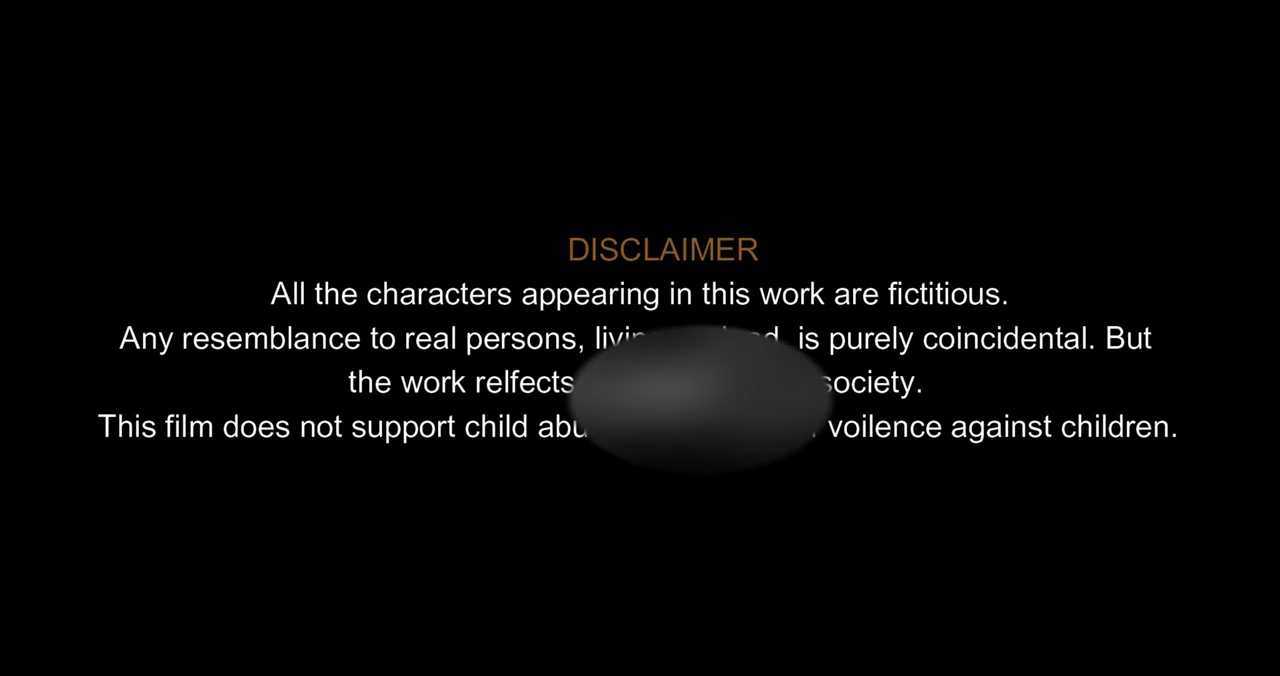 DISCLAIMER
All the characters appearing in this work are fictitious.
Any resemblance to real persons, is purely coincidental. But
the work relfects society.
This film does not support child voilence against children.